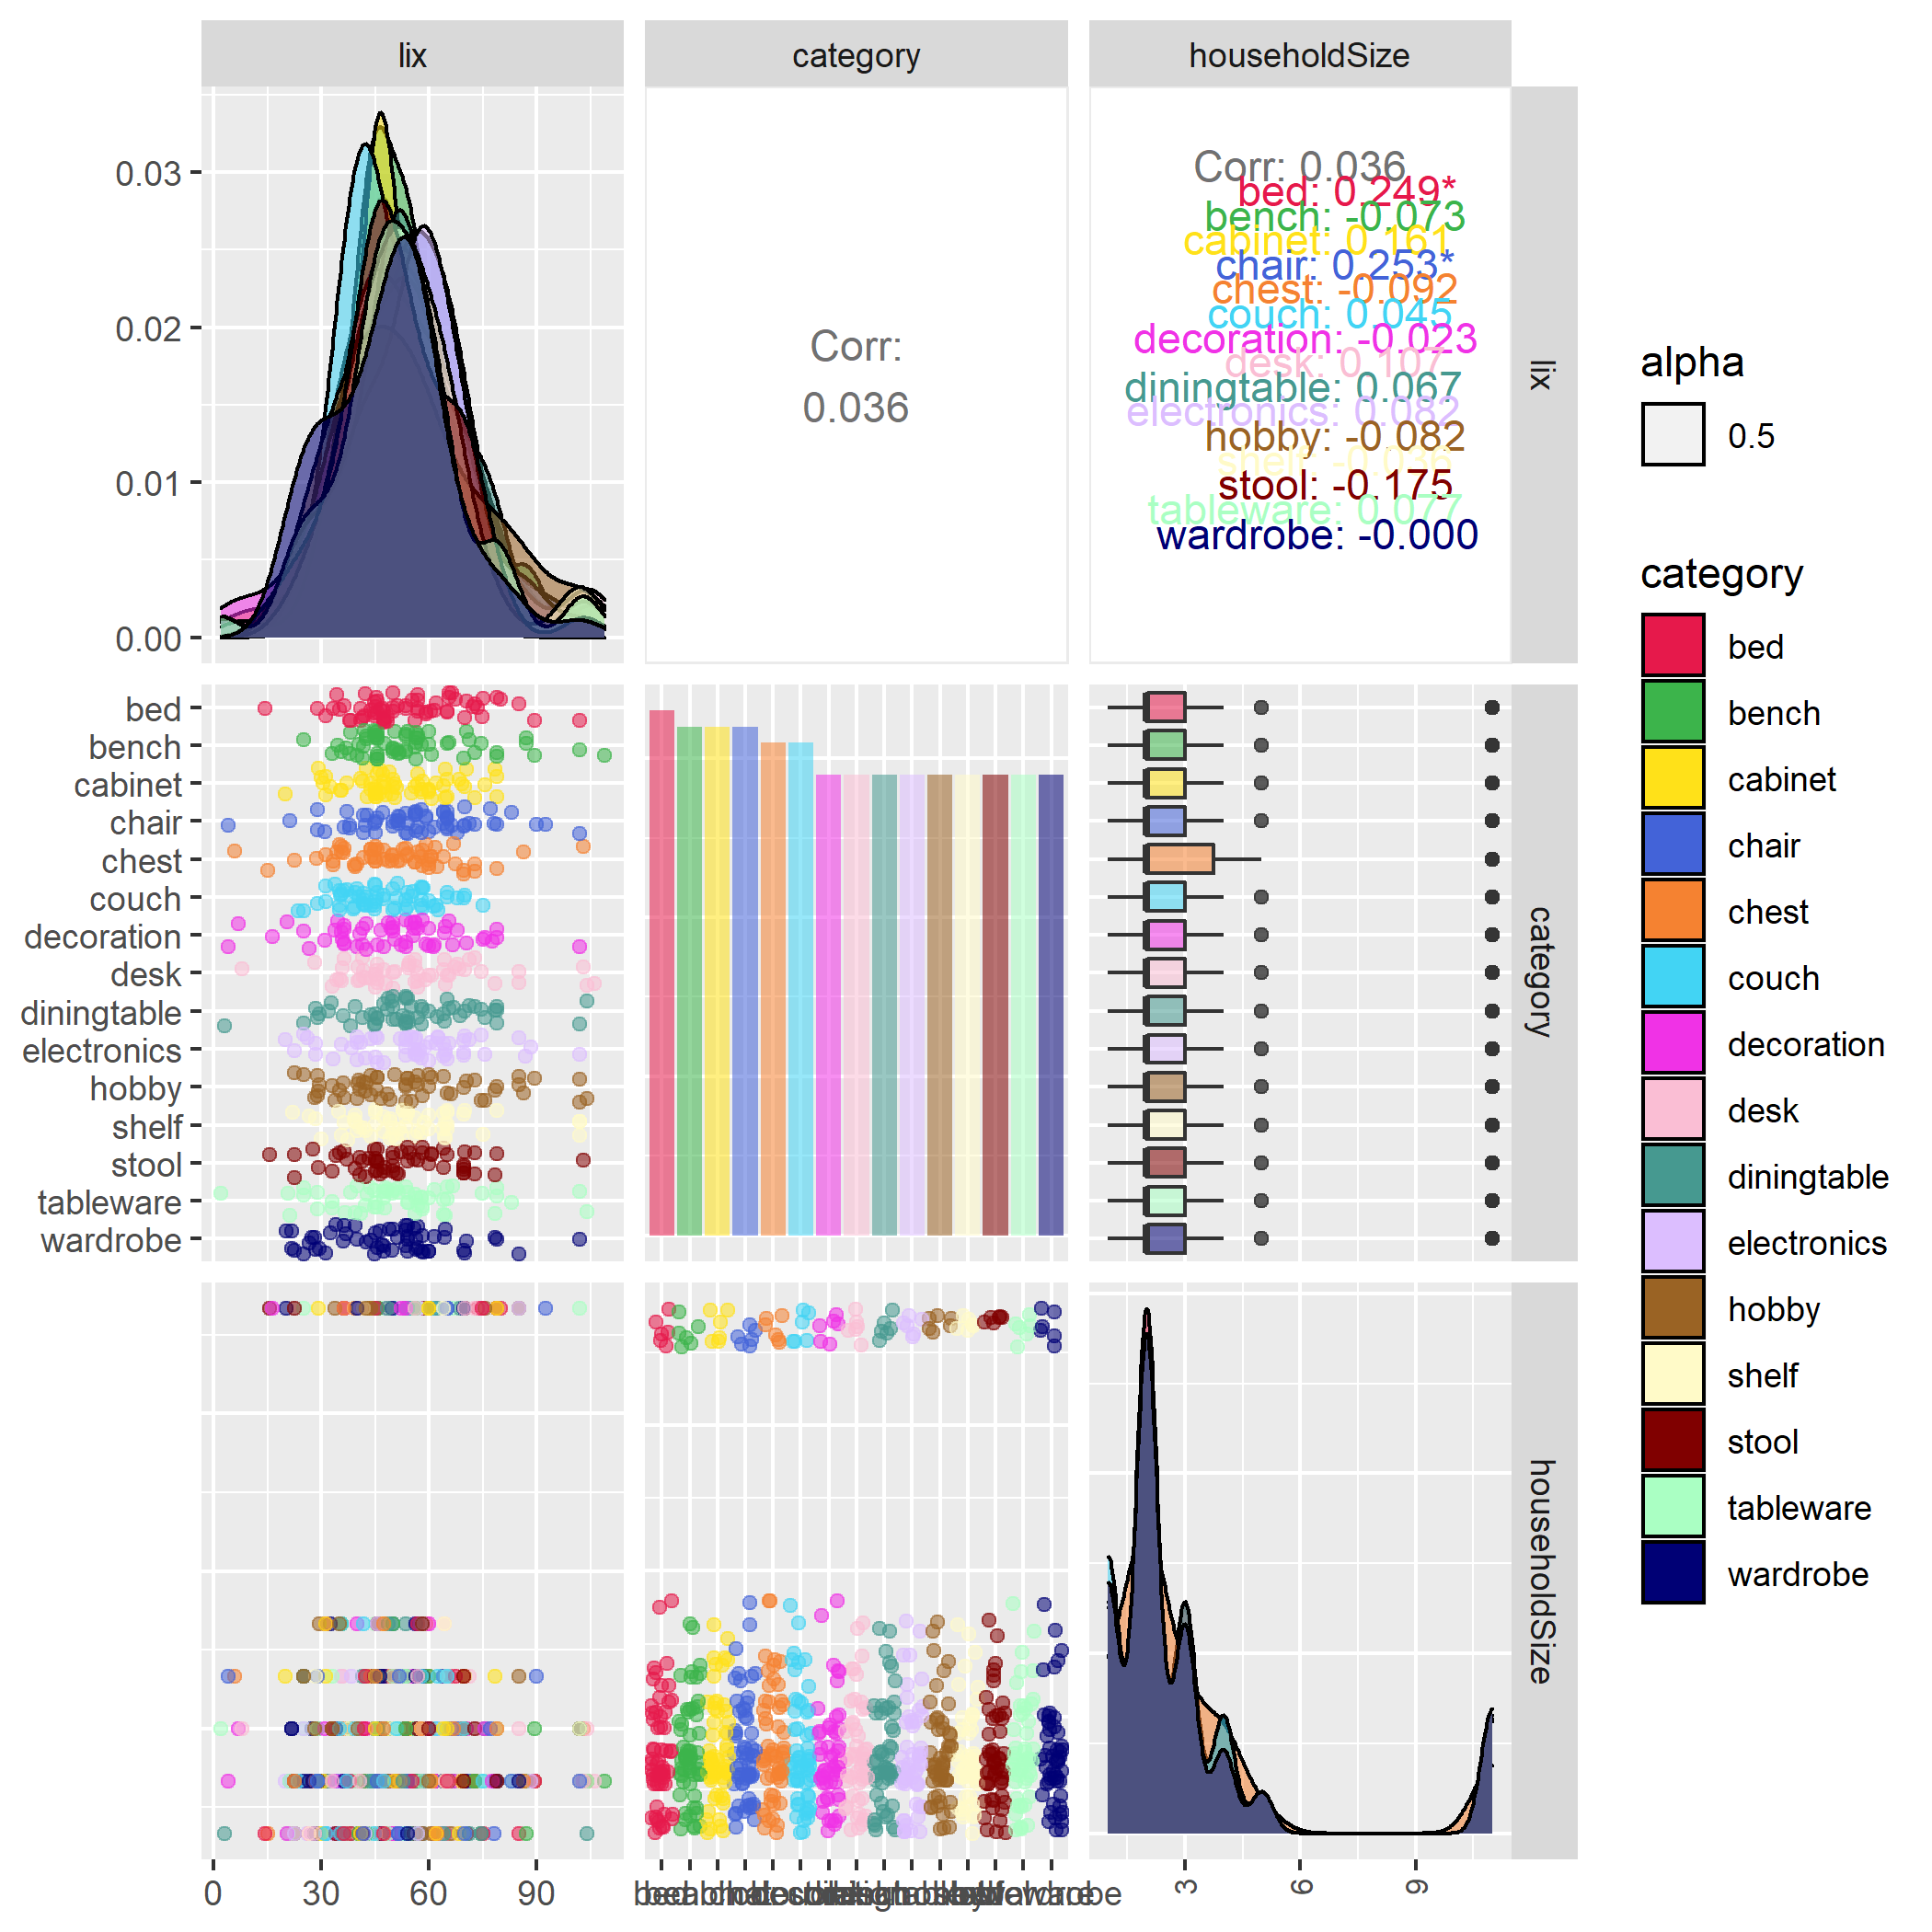 lix
category
householdSize
0.03
0.02
0.01
0.00
Corr:
0.036
Corr: 0.036
bed: 0.249*
bench: -0.073
cabinet: 0.161
chair: 0.253*
chest: -0.092
couch: 0.045
decoration: -0.023
desk: 0.107
diningtable: 0.067
electronics: 0.082
hobby: -0.082
shelf: -0.036
stool: -0.175
tableware: 0.077
wardrobe: -0.000
lix
bed
bench
cabinet
chair
chest
couch
decoration
desk
diningtable
electronics
hobby
shelf
stool
tableware
wardrobe
category
householdSize
0 30 60 90
3 6 9
alpha
0.5
category
bed
bench
cabinet
chair
chest
couch
decoration
desk
diningtable
electronics
hobby
shelf
stool
tableware
wardrobe